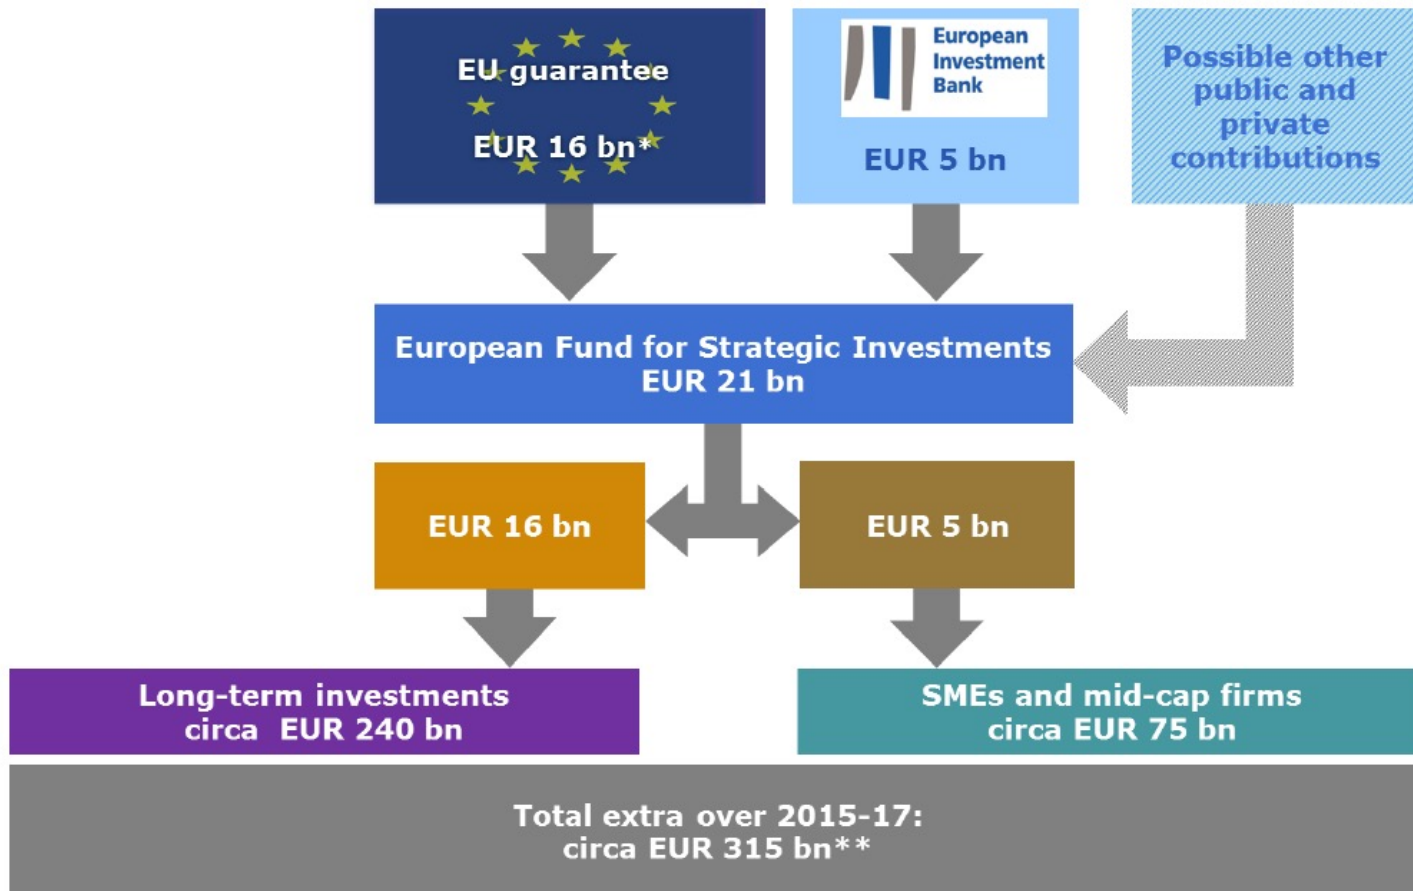 EU guarantee
EUR 16 bn*
European
Investment
Bank
EUR 5 bn
Possible other
public and
private
contributions
European Fund for Strategic Investments
EUR 21 bn
EUR 16 bn
EUR 5 bn
Long-term investments
circa EUR 240 bn
SMEs and mid-cap firms
circa EUR 75 bn
Total extra over 2015-17:
circa EUR 315 bn**